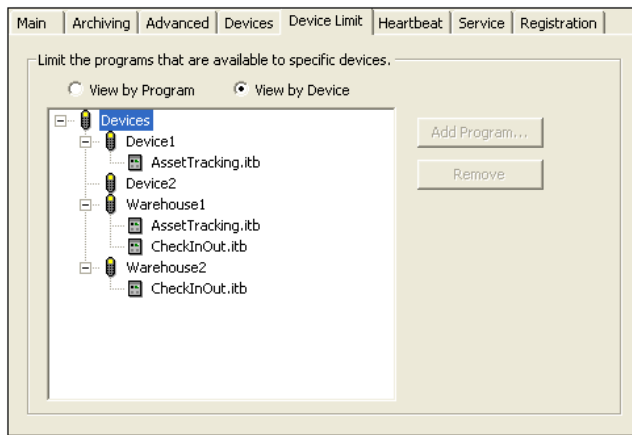 Main Archiving Advanced Devices Device Limit Heartbeat Service Registration
Limit the programs that are available to specific devices.
View by Program View by Device
Devices
Add Program...
Device1
AssetTracking.itb
Remove
Device2
Warehouse1
AssetTracking.itb
CheckInOut.itb
Warehouse2
CheckInOut.itb